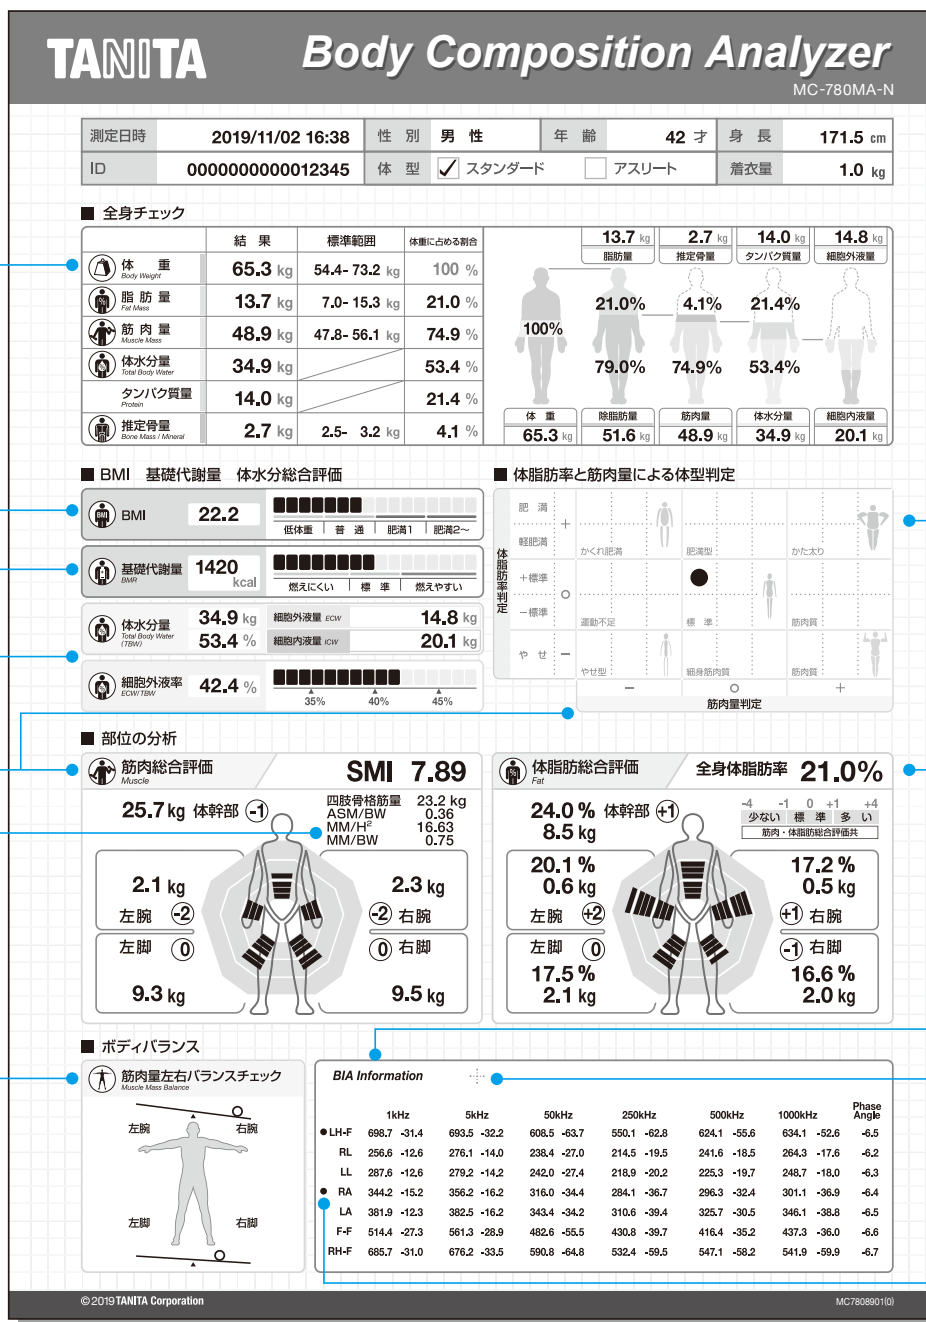 TANITA Body Composition Analyzer
MC-780MA-N
測定日時 2019/11/02 16:38 性 別 男 性 年 齢 42 才 身 長 171.5 cm
ID 0000000000012345 体 型 スタンダード アスリート 着衣量 1.0 kg
■ 全身チェック
結 果 標準範囲 体重に占める割合
体 重 65.3 kg 54.4- 73.2 kg 100 %
Body Weight
脂 肪 量 13.7 kg 7.0- 15.3 kg 21.0 %
Fat Mass
筋 肉 量 48.9 kg 47.8- 56.1 kg 74.9 %
Muscle Mass
体水分量 34.9 kg 53.4 %
Total Body Water
タンパク質量 14.0 kg 21.4 %
Protein
推定骨量 2.7 kg 2.5- 3.2 kg 4.1 %
Bone Mass / Mineral
13.7 kg 2.7 kg 14.0 kg 14.8 kg
脂肪量 推定骨量 タンパク質量 細胞外液量
21.0% 4.1% 21.4%
100%
79.0% 74.9% 53.4%
体 重 除脂肪量 筋肉量 体水分量 細胞内液量
65.3 kg 51.6 kg 48.9 kg 34.9 kg 20.1 kg
■ BMI 基礎代謝量 体水分総合評価
BMI BMI 22.2
低体重 普 通 肥満1 肥満2~
基礎代謝量 1420 kcal
BMR
燃えにくい 標 準 燃えやすい
体水分量 34.9 kg 細胞外液量 ECW 14.8 kg
Total Body Water (TBW) 53.4 % 細胞内液量 ICW 20.1 kg
細胞外液率 42.4 %
ECW/TBW
35% 40% 45%
■ 体脂肪率と筋肉量による体型判定
体脂肪率判定
肥 満
軽肥満 +
かくれ肥満 肥満型 かた太り
+標準
○
−標準
運動不足 標 準 筋肉質
や せ −
やせ型 細身筋肉質 筋肉質
− ○ +
筋肉量判定
■ 部位の分析
筋肉総合評価 SMI 7.89
Muscle
25.7 kg 体幹部 -1
四肢骨格筋量 23.2 kg
ASM/BW 0.36
MM/H² 16.63
MM/BW 0.75
2.1 kg 2.3 kg
左腕 -2 -2 右腕
左脚 0 0 右脚
9.3 kg 9.5 kg
体脂肪総合評価 全身体脂肪率 21.0%
Fat
24.0 % 体幹部 +1
8.5 kg
-4 -1 0 +1 +4
少ない 標 準 多 い
筋肉・体脂肪総合評価共
20.1 % 17.2 %
0.6 kg 0.5 kg
左腕 +2 +1 右腕
左脚 0 -1 右脚
17.5 % 16.6 %
2.1 kg 2.0 kg
■ ボディバランス
筋肉量左右バランスチェック
Muscle Mass Balance
左腕 右腕
左脚 右脚
BIA Information
1kHz 5kHz 50kHz 250kHz 500kHz 1000kHz Phase Angle
● LH-F 698.7 -31.4 693.5 -32.2 608.5 -63.7 550.1 -62.8 624.1 -55.6 634.1 -52.6 -6.5
RL 256.6 -12.6 276.1 -14.0 238.4 -27.0 214.5 -19.5 241.6 -18.5 264.3 -17.6 -6.2
LL 287.6 -12.6 279.2 -14.2 242.0 -27.4 218.9 -20.2 225.3 -19.7 248.7 -18.0 -6.3
● RA 344.2 -15.2 356.2 -16.2 316.0 -34.4 284.1 -36.7 296.3 -32.4 301.1 -36.9 -6.4
LA 381.9 -12.3 382.5 -16.2 343.4 -34.2 310.6 -39.4 325.7 -30.5 346.1 -38.8 -6.5
F-F 514.4 -27.3 561.3 -28.9 482.6 -55.5 430.8 -39.7 416.4 -35.2 437.3 -36.0 -6.6
RH-F 685.7 -31.0 676.2 -33.5 590.8 -64.8 532.4 -59.5 547.1 -58.2 541.9 -59.9 -6.7
©2019 TANITA Corporation MC7808901(0)